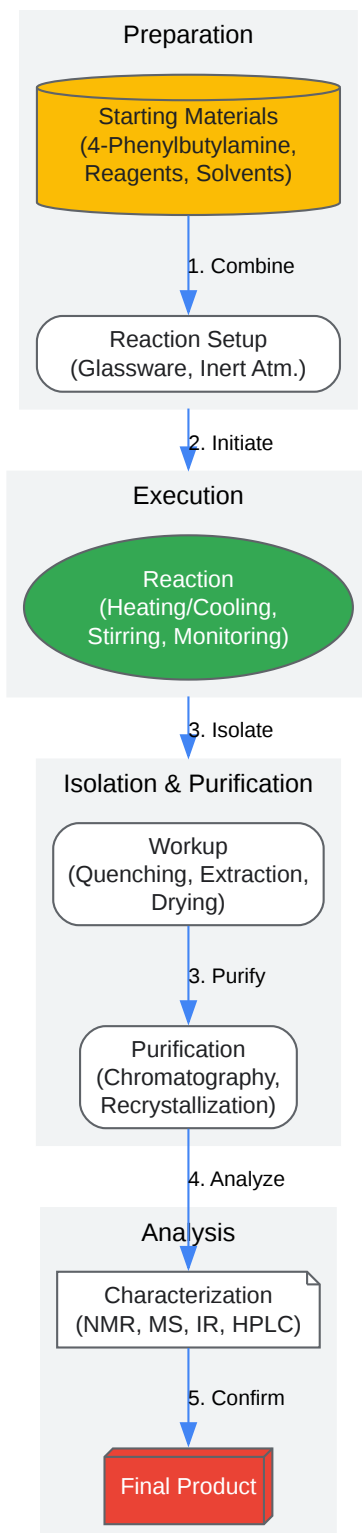 Preparation
Starting Materials
(4-Phenylbutylamine,
Reagents, Solvents)
1. Combine
Reaction Setup
(Glassware, Inert Atm.)
2. Initiate
Execution
Reaction
(Heating/Cooling,
Stirring, Monitoring)
3. Isolate
Isolation & Purification
Workup
(Quenching, Extraction,
Drying)
3. Purify
Purification
(Chromatography,
Recrystallization)
4. Analyze
Analysis
Characterization
(NMR, MS, IR, HPLC)
5. Confirm
Final Product